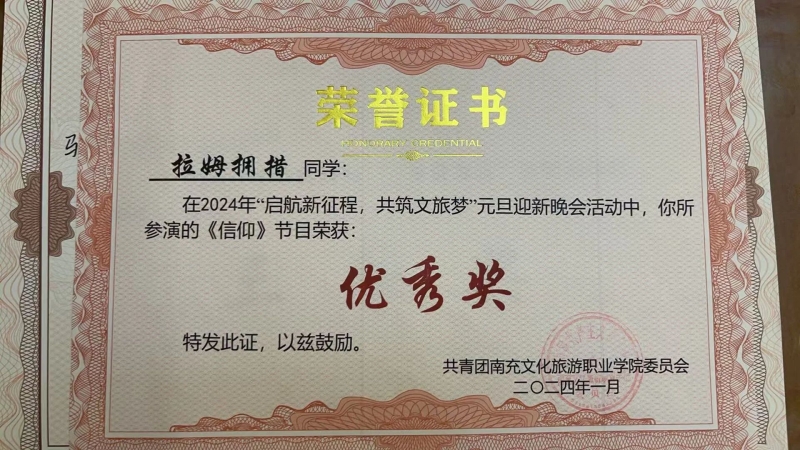 荣誉证书
HONORARY CREDENTIAL
马
拉姆拥措 同学：
在2024年“启航新征程，共筑文旅梦”元旦迎新晚会活动中，你所
参演的《信仰》节目荣获：
优秀奖
特发此证，以兹鼓励。
共青团南充文化旅游职业学院委员会
二〇二四年一月